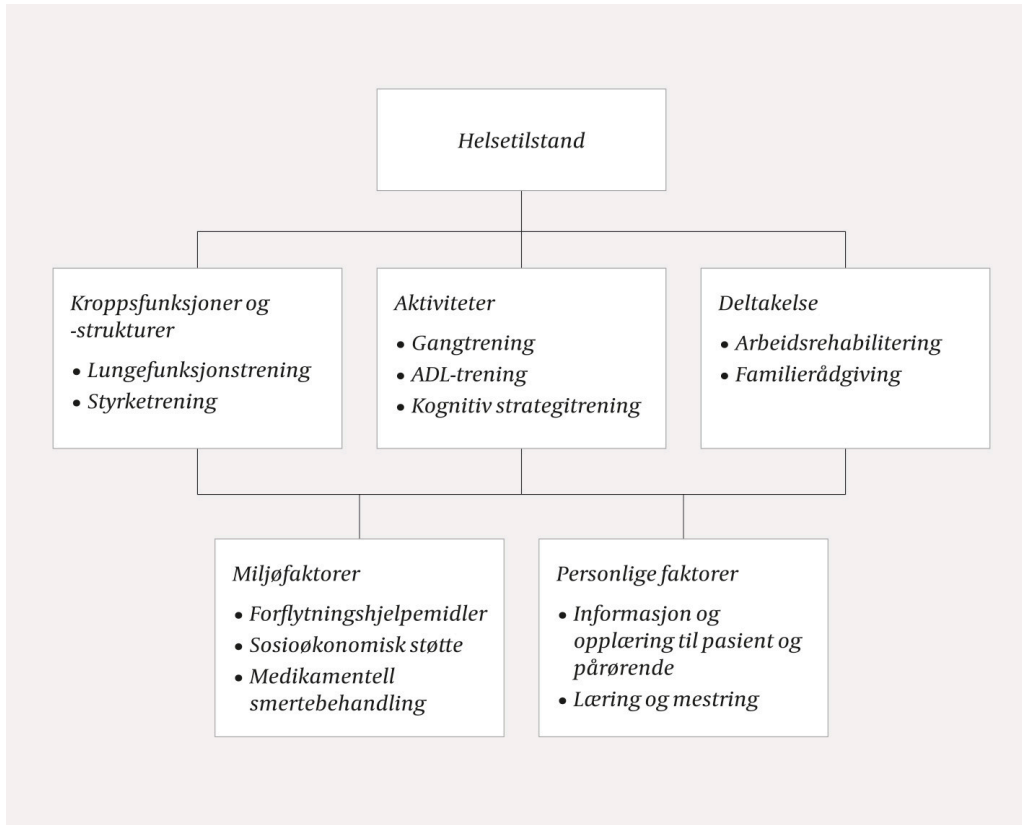 Helsetilstand
Kroppsfunksjoner og
-strukturer
• Lungefunksjonstrening
• Styrketrening
Aktiviteter
• Gangtrening
• ADL-trening
• Kognitiv strategitrening
Deltakelse
• Arbeidsrehabilitering
• Familierådgiving
Miljøfaktorer
• Forflytningshjelpemidler
• Sosioøkonomisk støtte
• Medikamentell
smertebehandling
Personlige faktorer
• Informasjon og
opplæring til pasient og
pårørende
• Læring og mestring